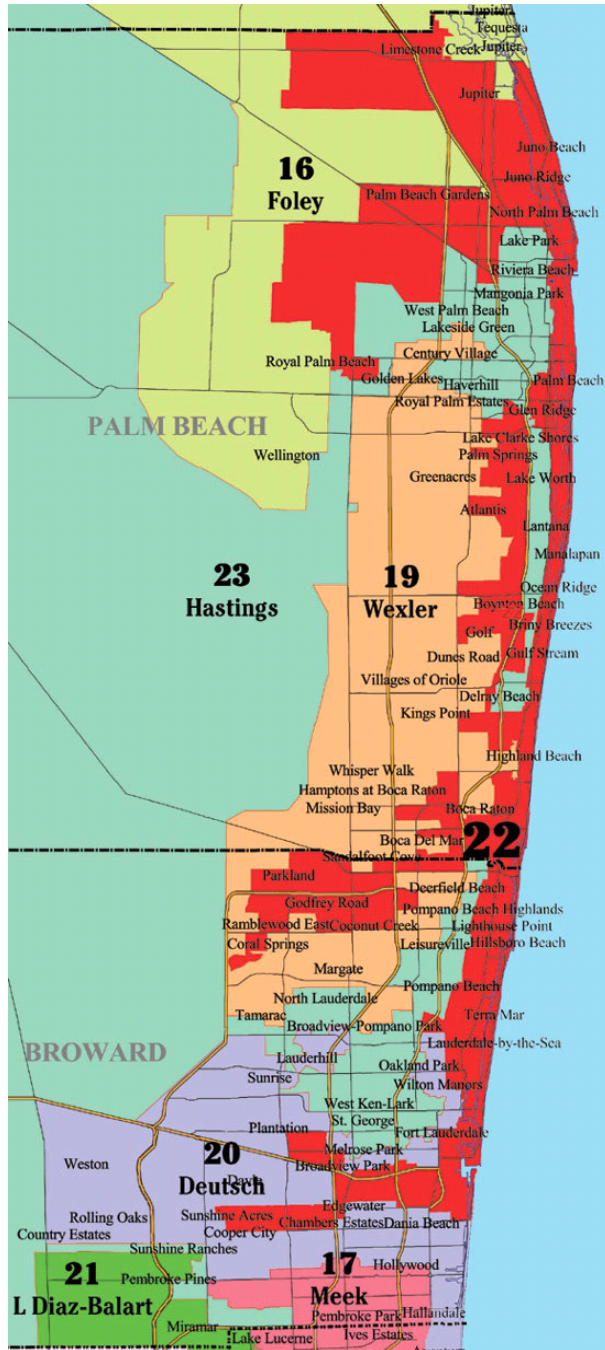 Jupiter
Tequesta
Limestone Creek
Jupiter
Jupiter
Juno Beach
16
Foley
Juno Ridge
Palm Beach Gardens
North Palm Beach
Lake Park
Riviera Beach
Mangonia Park
West Palm Beach
Lakeside Green
Century Village
Royal Palm Beach
Golden Lakes
Haverhill
Palm Beach
Royal Palm Estates
Glen Ridge
PALM BEACH
Lake Clarke Shores
Wellington
Palm Springs
Greenacres
Lake Worth
Atlantis
Lantana
Manalapan
23
Hastings
19
Wexler
Ocean Ridge
Boynton Beach
Briny Breezes
Golf
Dunes Road
Gulf Stream
Villages of Oriole
Delray Beach
Kings Point
Highland Beach
Whisper Walk
Hamptons at Boca Raton
Mission Bay
Boca Raton
Boca Del Mar
22
Sandalfoot Cove
Parkland
Deerfield Beach
Godfrey Road
Pompano Beach Highlands
Ramblewood East
Coconut Creek
Lighthouse Point
Coral Springs
Leisureville
Hillsboro Beach
Margate
Pompano Beach
North Lauderdale
Tamarac
Terra Mar
Broadview-Pompano Park
BROWARD
Lauderdale-by-the-Sea
Lauderhill
Oakland Park
Sunrise
Wilton Manors
West Ken-Lark
St. George
Plantation
Fort Lauderdale
Melrose Park
Weston
20
Deutsch
Broadview Park
Davie
Edgewater
Rolling Oaks
Sunshine Acres
Chambers Estates
Dania Beach
Country Estates
Cooper City
Sunshine Ranches
21
L Diaz-Balart
Pembroke Pines
17
Meek
Hollywood
Pembroke Park
Hallandale
Miramar
Lake Lucerne
Ives Estates